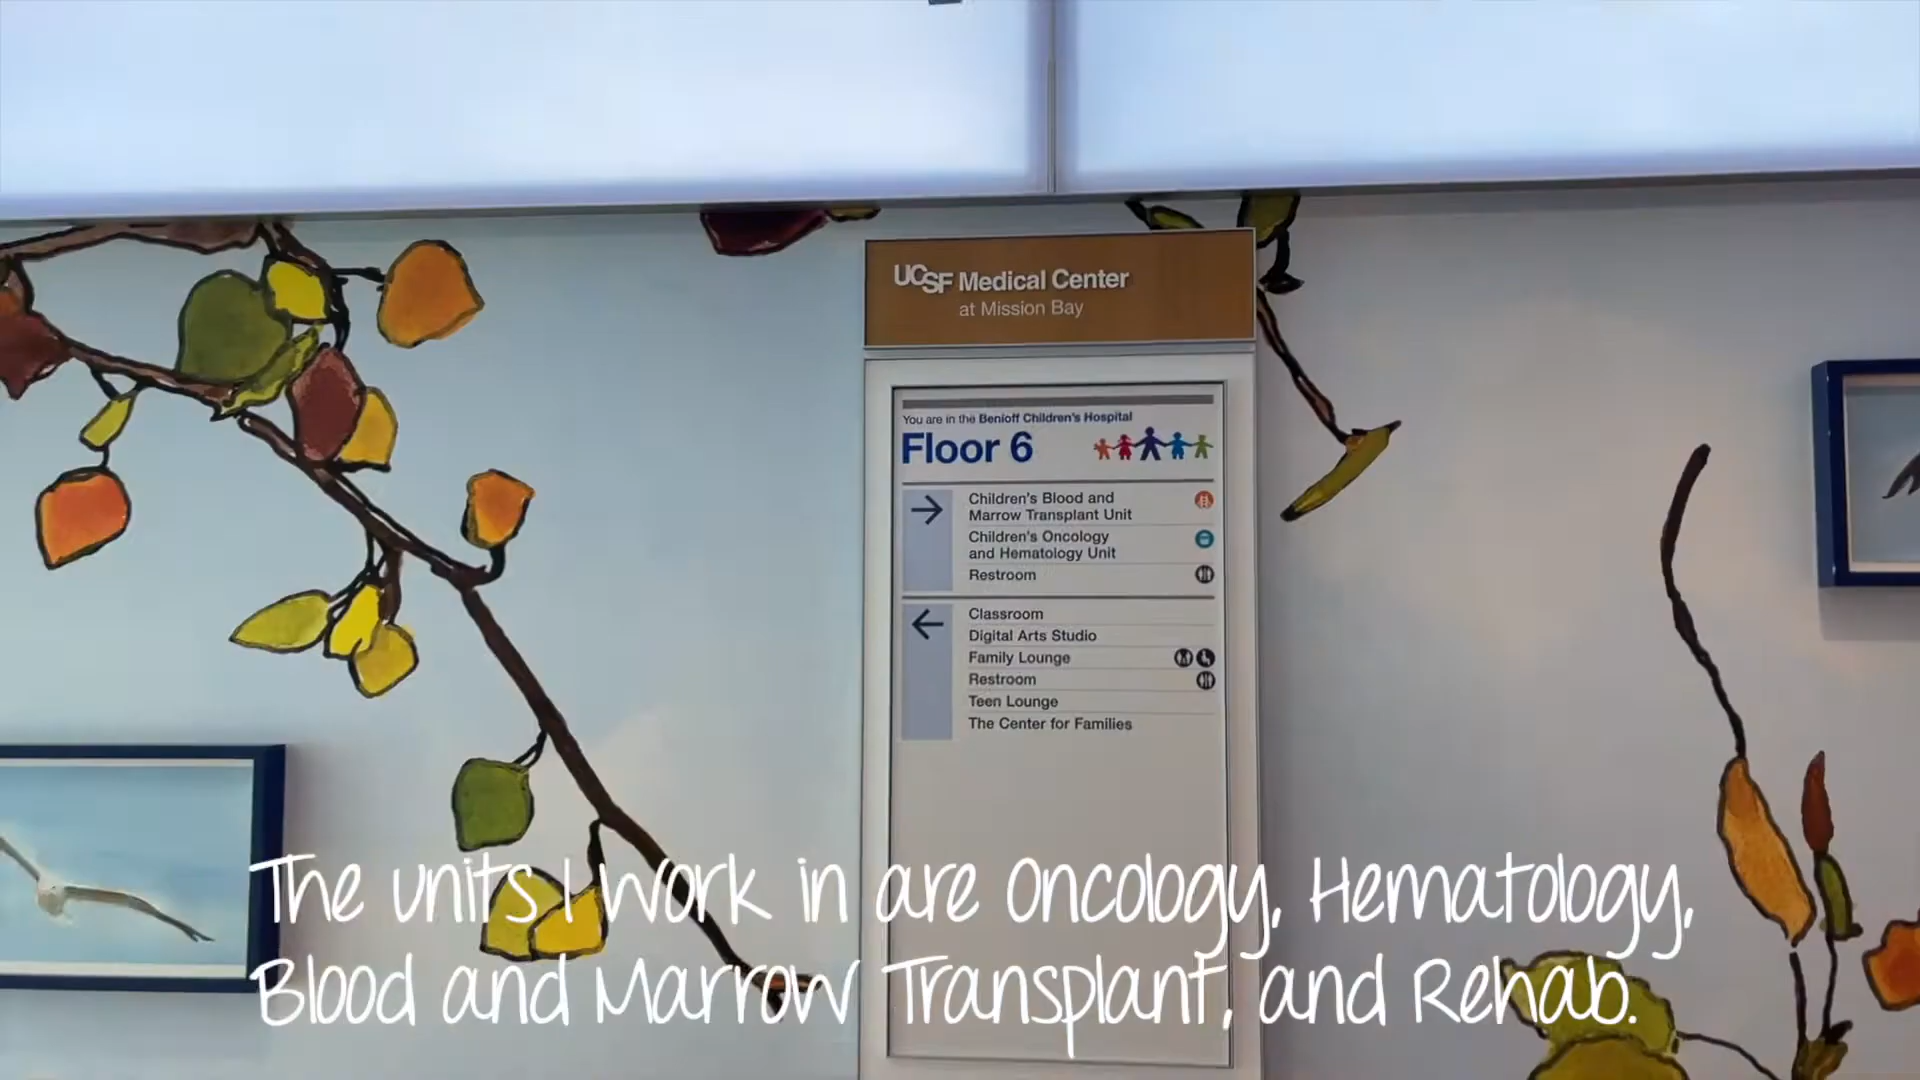 UCSF Medical Center
at Mission Bay
You are in the Benioff Children's Hospital
Floor 6
Children's Blood and
Marrow Transplant Unit
Children's Oncology
and Hematology Unit
Restroom
Classroom
Digital Arts Studio
Family Lounge
Restroom
Teen Lounge
The Center for Families
The units I work in are Oncology, Hematology,
Blood and Marrow Transplant, and Rehab.